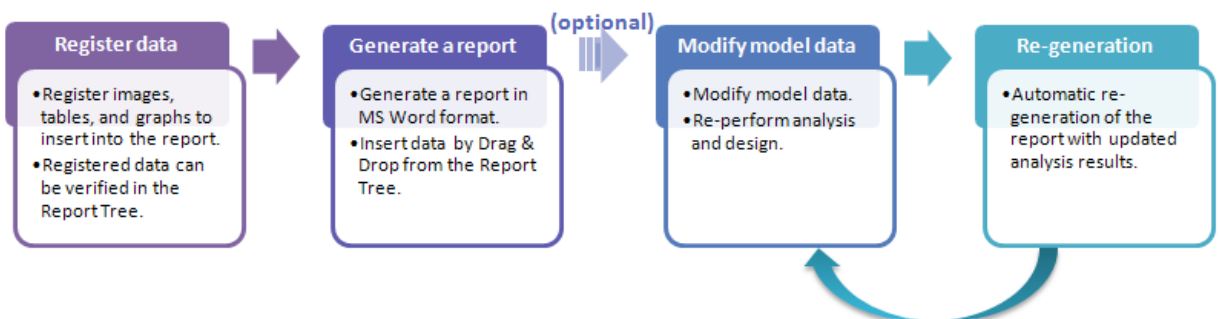 (optional)
Register data
• Register images,
tables, and graphs to
insert into the report.
• Registered data can
be verified in the
Report Tree.
Generate a report
• Generate a report in
MS Word format.
• Insert data by Drag &
Drop from the Report
Tree.
Modify model data
• Modify model data.
• Re-perform analysis
and design.
Re-generation
• Automatic re-
generation of the
report with updated
analysis results.